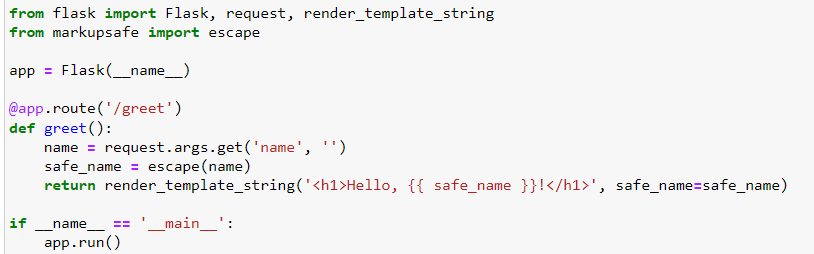 from flask import Flask, request, render_template_string
from markupsafe import escape

app = Flask(__name__)

@app.route('/greet')
def greet():
    name = request.args.get('name', '')
    safe_name = escape(name)
    return render_template_string('<h1>Hello, {{ safe_name }}!</h1>', safe_name=safe_name)

if __name__ == '__main__':
    app.run()